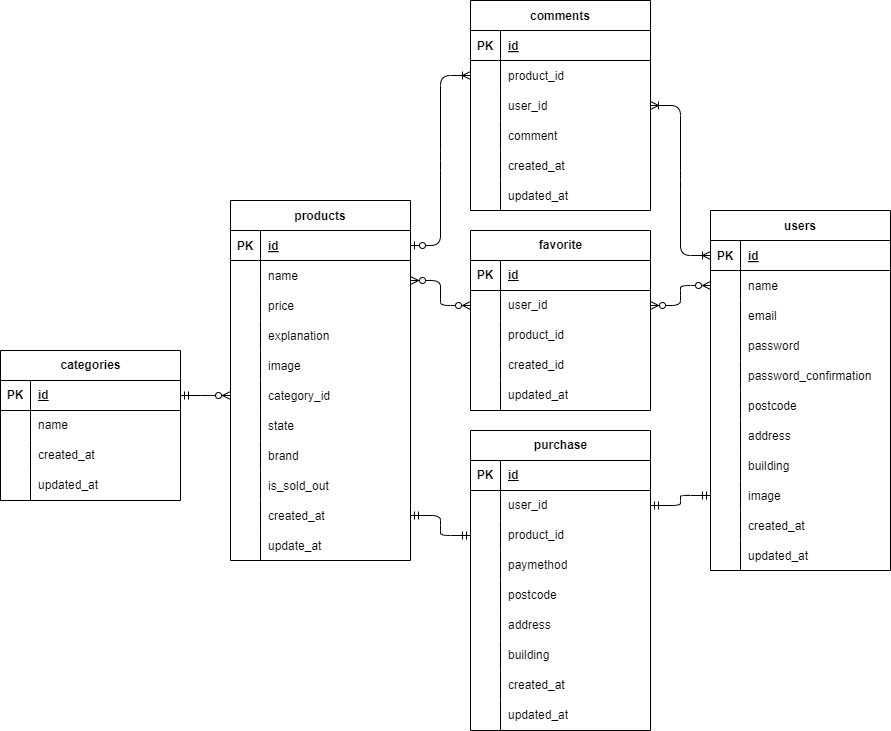 comments
PK id
product_id
user_id
comment
created_at
updated_at
products
PK id
name
price
explanation
image
category_id
state
brand
is_sold_out
created_at
update_at
favorite
PK id
user_id
product_id
created_id
updated_at
users
PK id
name
email
password
password_confirmation
postcode
address
building
image
created_at
updated_at
categories
PK id
name
created_at
updated_at
purchase
PK id
user_id
product_id
paymethod
postcode
address
building
created_at
updated_at